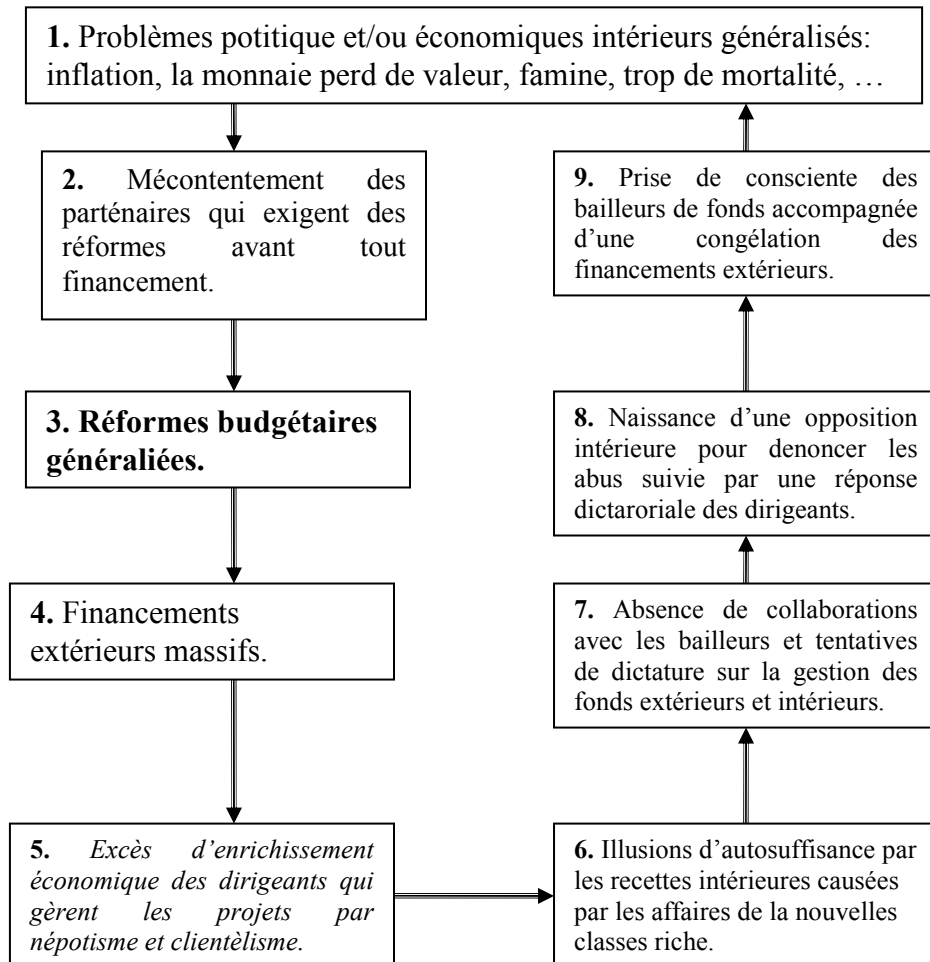 1. Problèmes potitique et/ou économiques intérieurs généralisés:
inflation, la monnaie perd de valeur, famine, trop de mortalité, …
2. Mécontentement des
parténaires qui exigent des
réformes avant tout
financement.
3. Réformes budgétaires
généraliées.
4. Financements
extérieurs massifs.
5. Excès d’enrichissement
économique des dirigeants qui
gèrent les projets par
népotisme et clientèlisme.
6. Illusions d’autosuffisance par
les recettes intérieures causées
par les affaires de la nouvelles
classes riche.
7. Absence de collaborations
avec les bailleurs et tentatives
de dictature sur la gestion des
fonds extérieurs et intérieurs.
8. Naissance d’une opposition
intérieure pour denoncer les
abus suivie par une réponse
dictaroriale des dirigeants.
9. Prise de consciente des
bailleurs de fonds accompagnée
d’une congélation des
financements extérieurs.